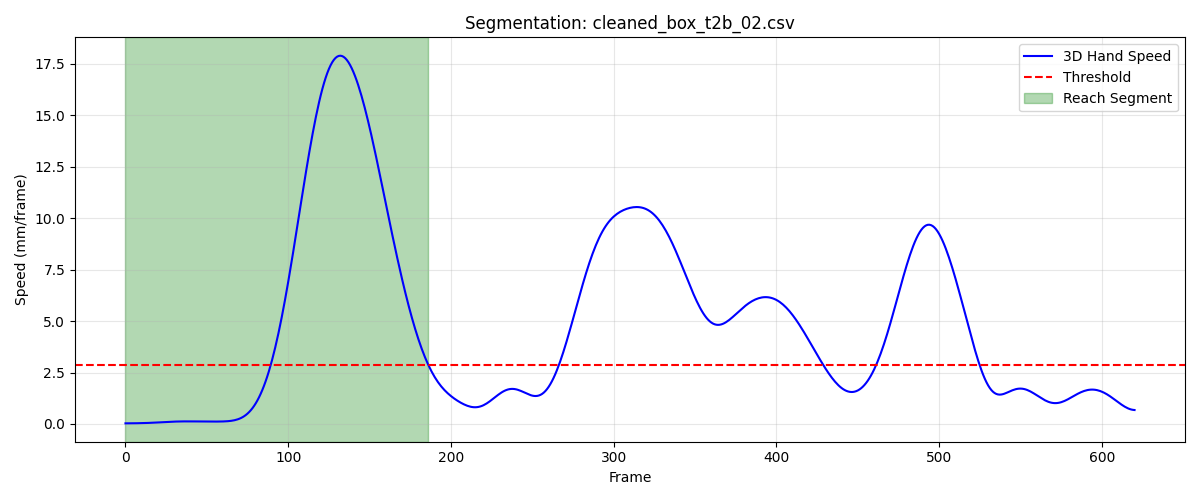 Segmentation: cleaned_box_t2b_02.csv
3D Hand Speed
Threshold
Reach Segment
Speed (mm/frame)
17.5
15.0
12.5
10.0
7.5
5.0
2.5
0.0
0 100 200 300 400 500 600
Frame